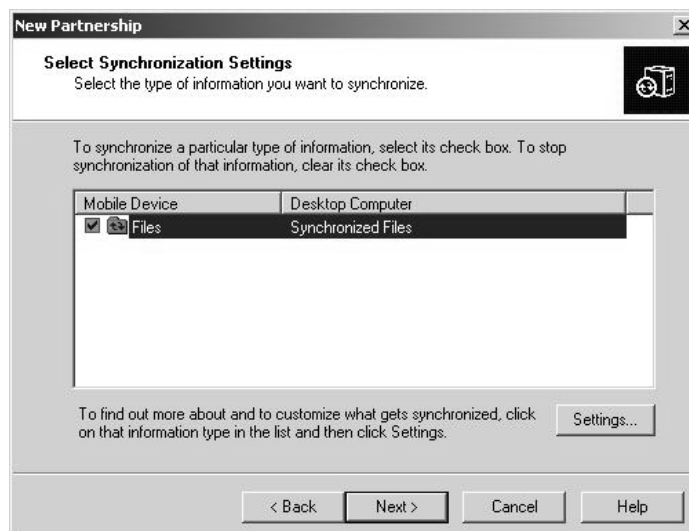 New Partnership
Select Synchronization Settings
Select the type of information you want to synchronize.
To synchronize a particular type of information, select its check box. To stop
synchronization of that information, clear its check box.
Mobile Device Desktop Computer
Files Synchronized Files
To find out more about and to customize what gets synchronized, click
on that information type in the list and then click Settings.
Settings...
< Back Next > Cancel Help